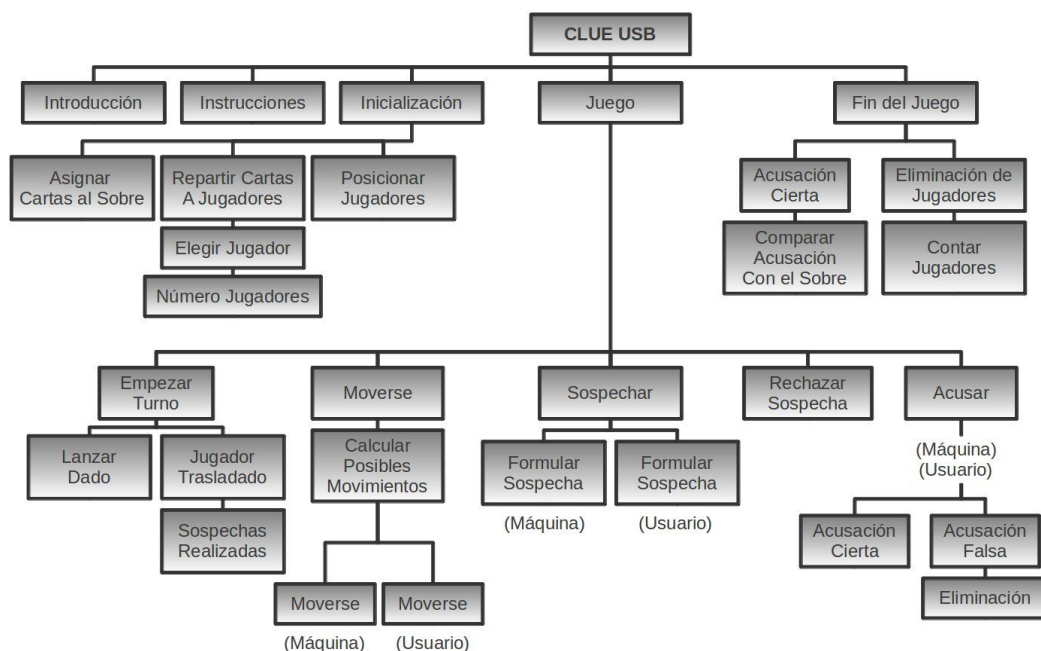 CLUE USB
Introducción
Instrucciones
Inicialización
Juego
Fin del Juego
Asignar
Cartas al Sobre
Repartir Cartas
A Jugadores
Posicionar
Jugadores
Elegir Jugador
Número Jugadores
Acusación
Cierta
Eliminación de
Jugadores
Comparar
Acusación
Con el Sobre
Contar
Jugadores
Empezar
Turno
Moverse
Sospechar
Rechazar
Sospecha
Acusar
Lanzar
Dado
Jugador
Trasladado
Sospechas
Realizadas
Calcular
Posibles
Movimientos
Moverse
(Máquina)
Moverse
(Usuario)
Formular
Sospecha
(Máquina)
Formular
Sospecha
(Usuario)
(Máquina)
(Usuario)
Acusación
Cierta
Acusación
Falsa
Eliminación